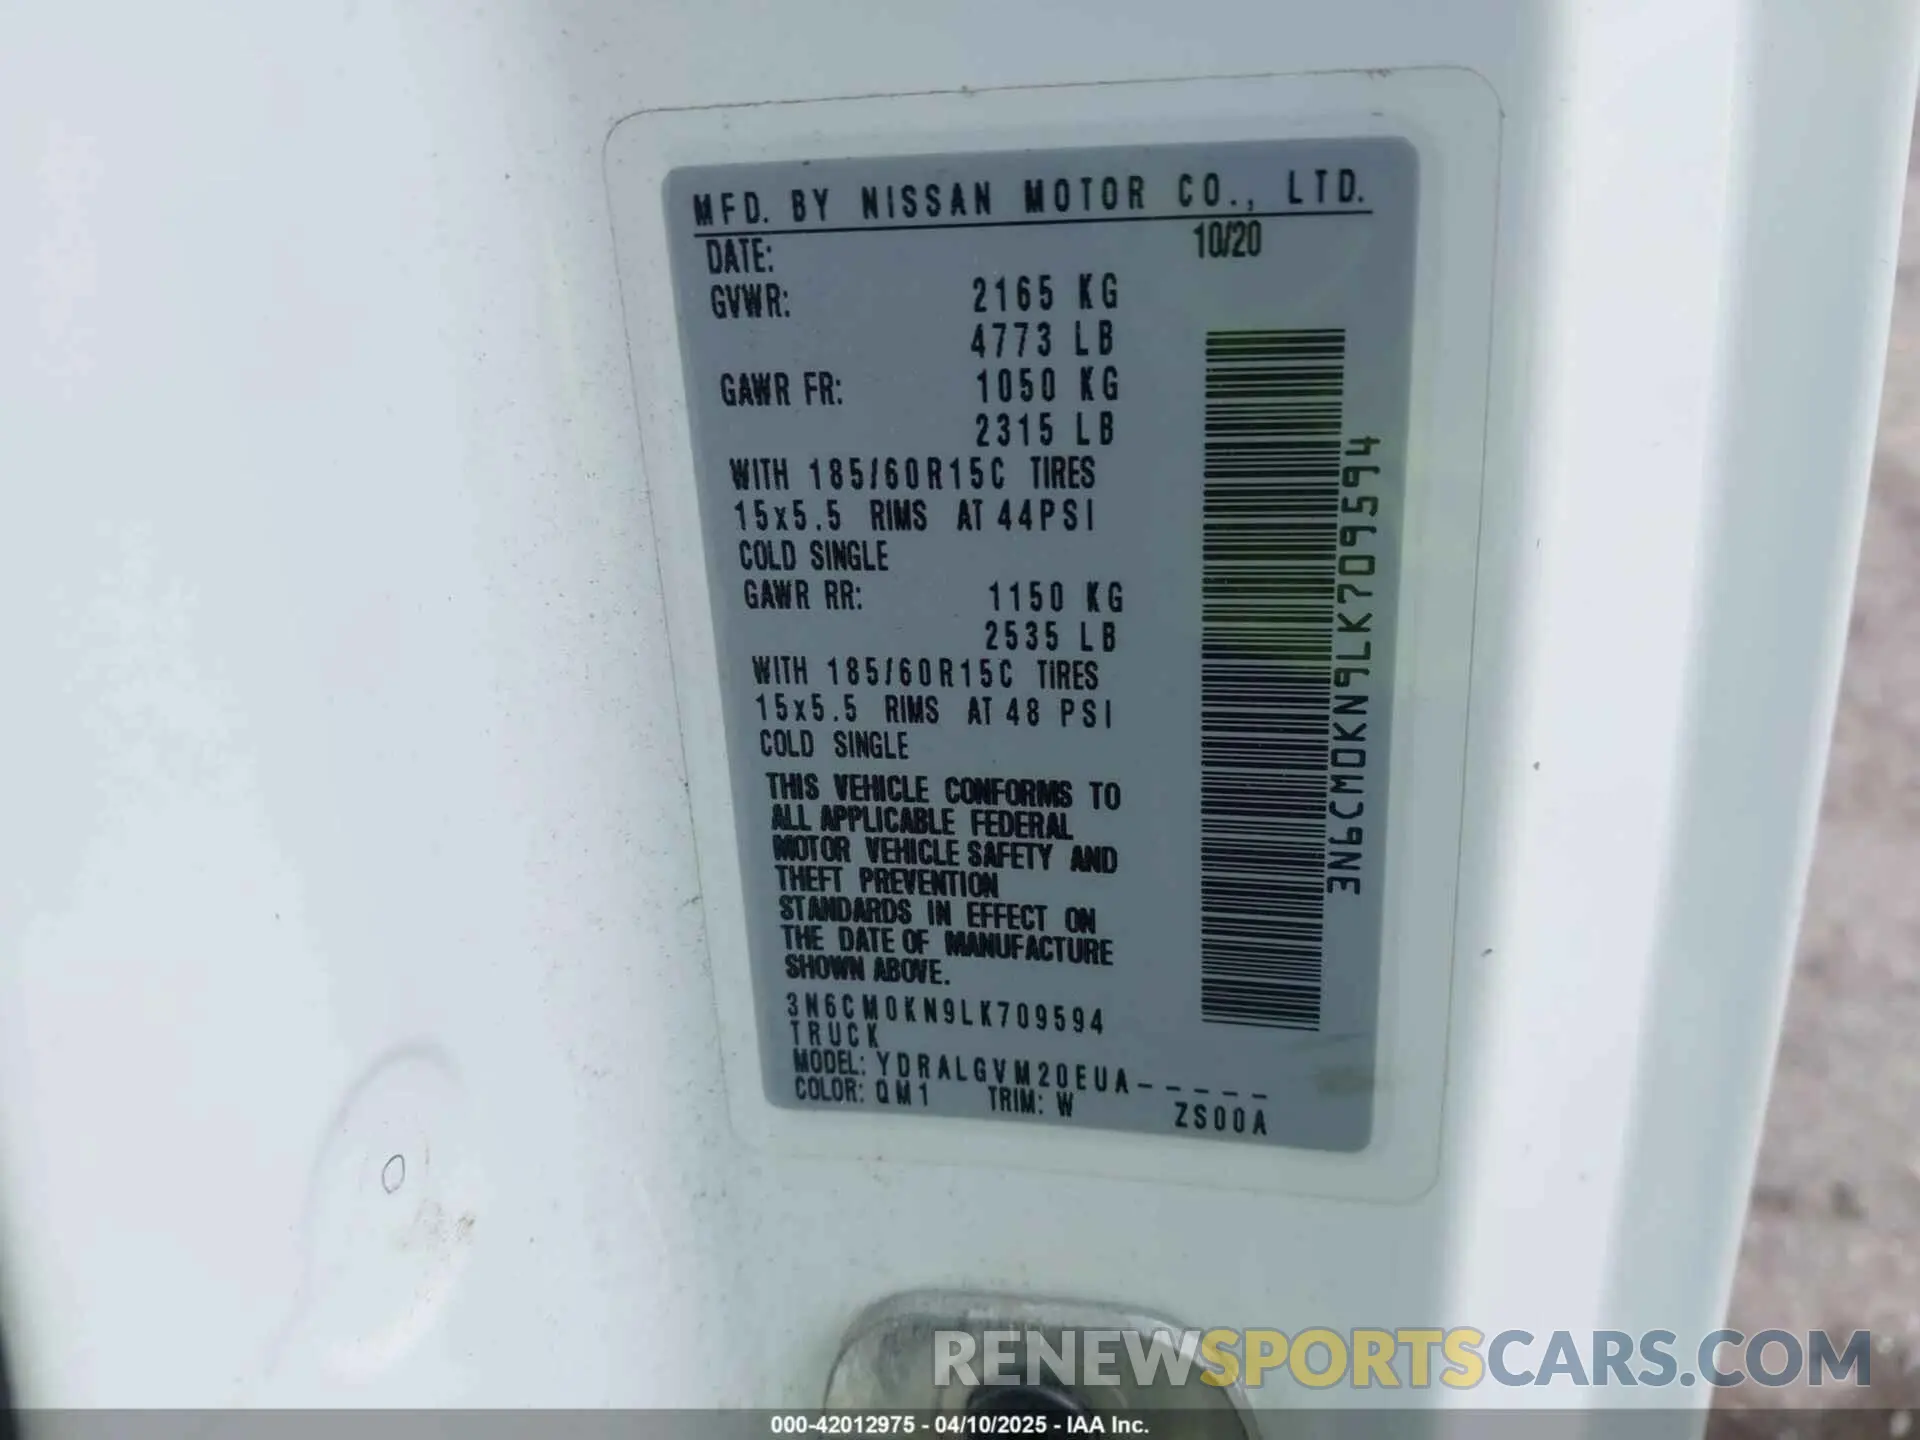 MFD. BY NISSAN MOTOR CO., LTD.
DATE: 10/20
GVWR: 2165 KG
4773 LB
GAWR FR: 1050 KG
2315 LB
WITH 185/60R15C TIRES
15x5.5 RIMS AT 44PSI
COLD SINGLE
GAWR RR: 1150 KG
2535 LB
WITH 185/60R15C TIRES
15x5.5 RIMS AT 48 PSI
COLD SINGLE
THIS VEHICLE CONFORMS TO
ALL APPLICABLE FEDERAL
MOTOR VEHICLE SAFETY AND
THEFT PREVENTION
STANDARDS IN EFFECT ON
THE DATE OF MANUFACTURE
SHOWN ABOVE.
3N6CM0KN9LK709594
TRUCK
MODEL: YDRALGVM20EUA-----
COLOR: QM1 TRIM: W ZS00A
3N6CM0KN9LK709594
RENEWSPORTSCARS.COM
000-42012975 - 04/10/2025 - IAA Inc.